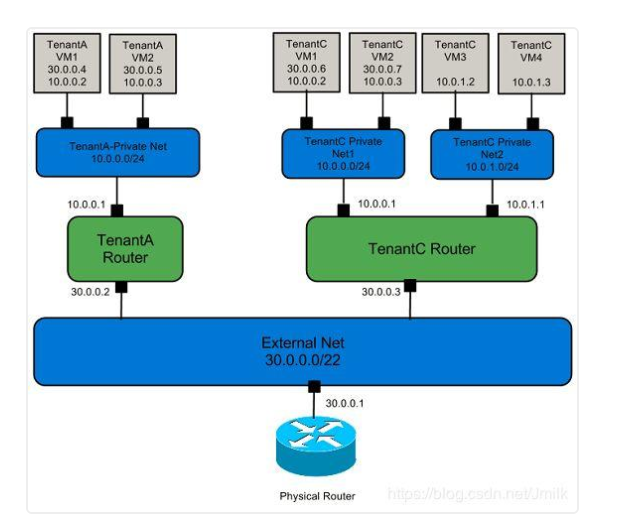 TenantA
VM1
30.0.0.4
10.0.0.2
TenantA
VM2
30.0.0.5
10.0.0.3
TenantC
VM1
30.0.0.6
10.0.0.2
TenantC
VM2
30.0.0.7
10.0.0.3
TenantC
VM3
10.0.1.2
TenantC
VM4
10.0.1.3
TenantA-Private Net
10.0.0.0/24
TenantC Private
Net1
10.0.0.0/24
TenantC Private
Net2
10.0.1.0/24
10.0.0.1
10.0.0.1
10.0.1.1
TenantA
Router
TenantC Router
30.0.0.2
30.0.0.3
External Net
30.0.0.0/22
30.0.0.1
Physical Router
https://blog.csdn.net/Jmilk